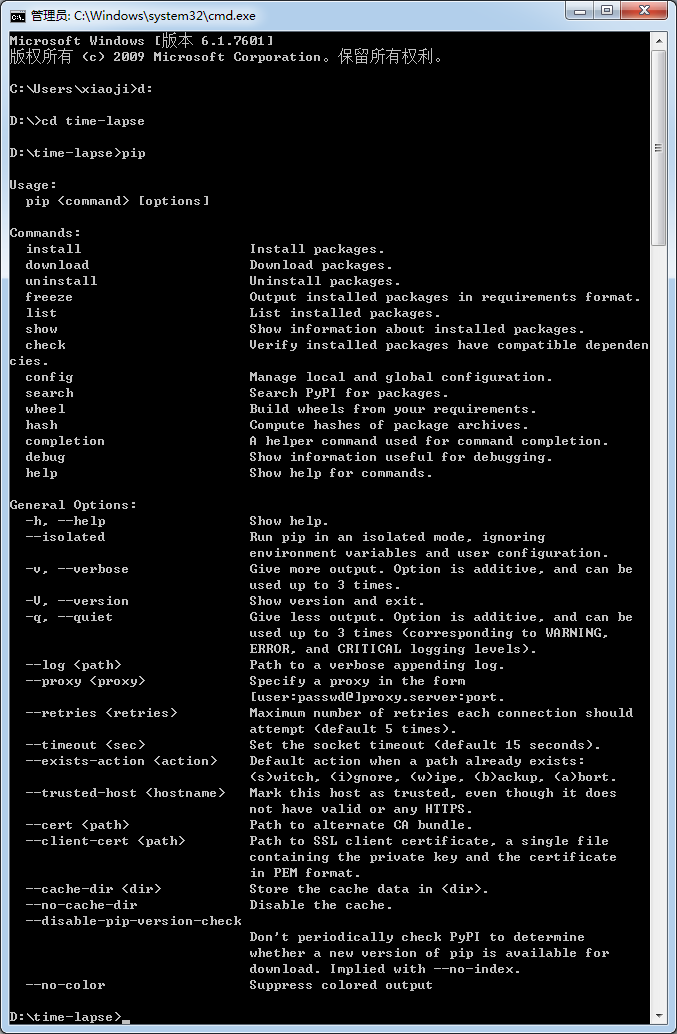 管理员: C:\Windows\system32\cmd.exe
Microsoft Windows [版本 6.1.7601]
版权所有 (c) 2009 Microsoft Corporation。保留所有权利。
C:\Users\xiaoji>d:
D:\>cd time-lapse
D:\time-lapse>pip
Usage:
  pip <command> [options]
Commands:
  install                     Install packages.
  download                    Download packages.
  uninstall                   Uninstall packages.
  freeze                      Output installed packages in requirements format.
  list                        List installed packages.
  show                        Show information about installed packages.
  check                       Verify installed packages have compatible dependen
cies.
  config                      Manage local and global configuration.
  search                      Search PyPI for packages.
  wheel                       Build wheels from your requirements.
  hash                        Compute hashes of package archives.
  completion                  A helper command used for command completion.
  debug                       Show information useful for debugging.
  help                        Show help for commands.
General Options:
  -h, --help                  Show help.
  --isolated                  Run pip in an isolated mode, ignoring
                              environment variables and user configuration.
  -v, --verbose               Give more output. Option is additive, and can be
                              used up to 3 times.
  -V, --version               Show version and exit.
  -q, --quiet                 Give less output. Option is additive, and can be
                              used up to 3 times (corresponding to WARNING,
                              ERROR, and CRITICAL logging levels).
  --log <path>                Path to a verbose appending log.
  --proxy <proxy>             Specify a proxy in the form
                              [user:passwd@]proxy.server:port.
  --retries <retries>         Maximum number of retries each connection should
                              attempt (default 5 times).
  --timeout <sec>             Set the socket timeout (default 15 seconds).
  --exists-action <action>    Default action when a path already exists:
                              (s)witch, (i)gnore, (w)ipe, (b)ackup, (a)bort.
  --trusted-host <hostname>   Mark this host as trusted, even though it does
                              not have valid or any HTTPS.
  --cert <path>               Path to alternate CA bundle.
  --client-cert <path>        Path to SSL client certificate, a single file
                              containing the private key and the certificate
                              in PEM format.
  --cache-dir <dir>           Store the cache data in <dir>.
  --no-cache-dir              Disable the cache.
  --disable-pip-version-check
                              Don't periodically check PyPI to determine
                              whether a new version of pip is available for
                              download. Implied with --no-index.
  --no-color                  Suppress colored output
D:\time-lapse>_